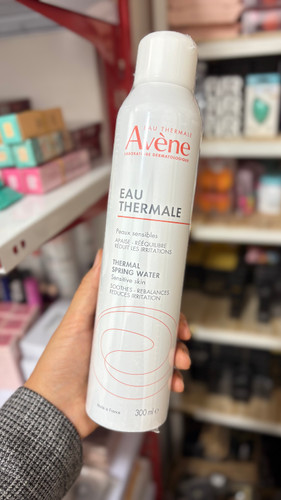 EAU THERMALE
Avène
LABORATOIRE DERMATOLOGIQUE
EAU
THERMALE
Peaux sensibles
APAISE - RÉÉQUILIBRE
RÉDUIT LES IRRITATIONS
THERMAL
SPRING WATER
Sensitive skin
SOOTHES - REBALANCES
REDUCES IRRITATION
Made in France
300 ml e